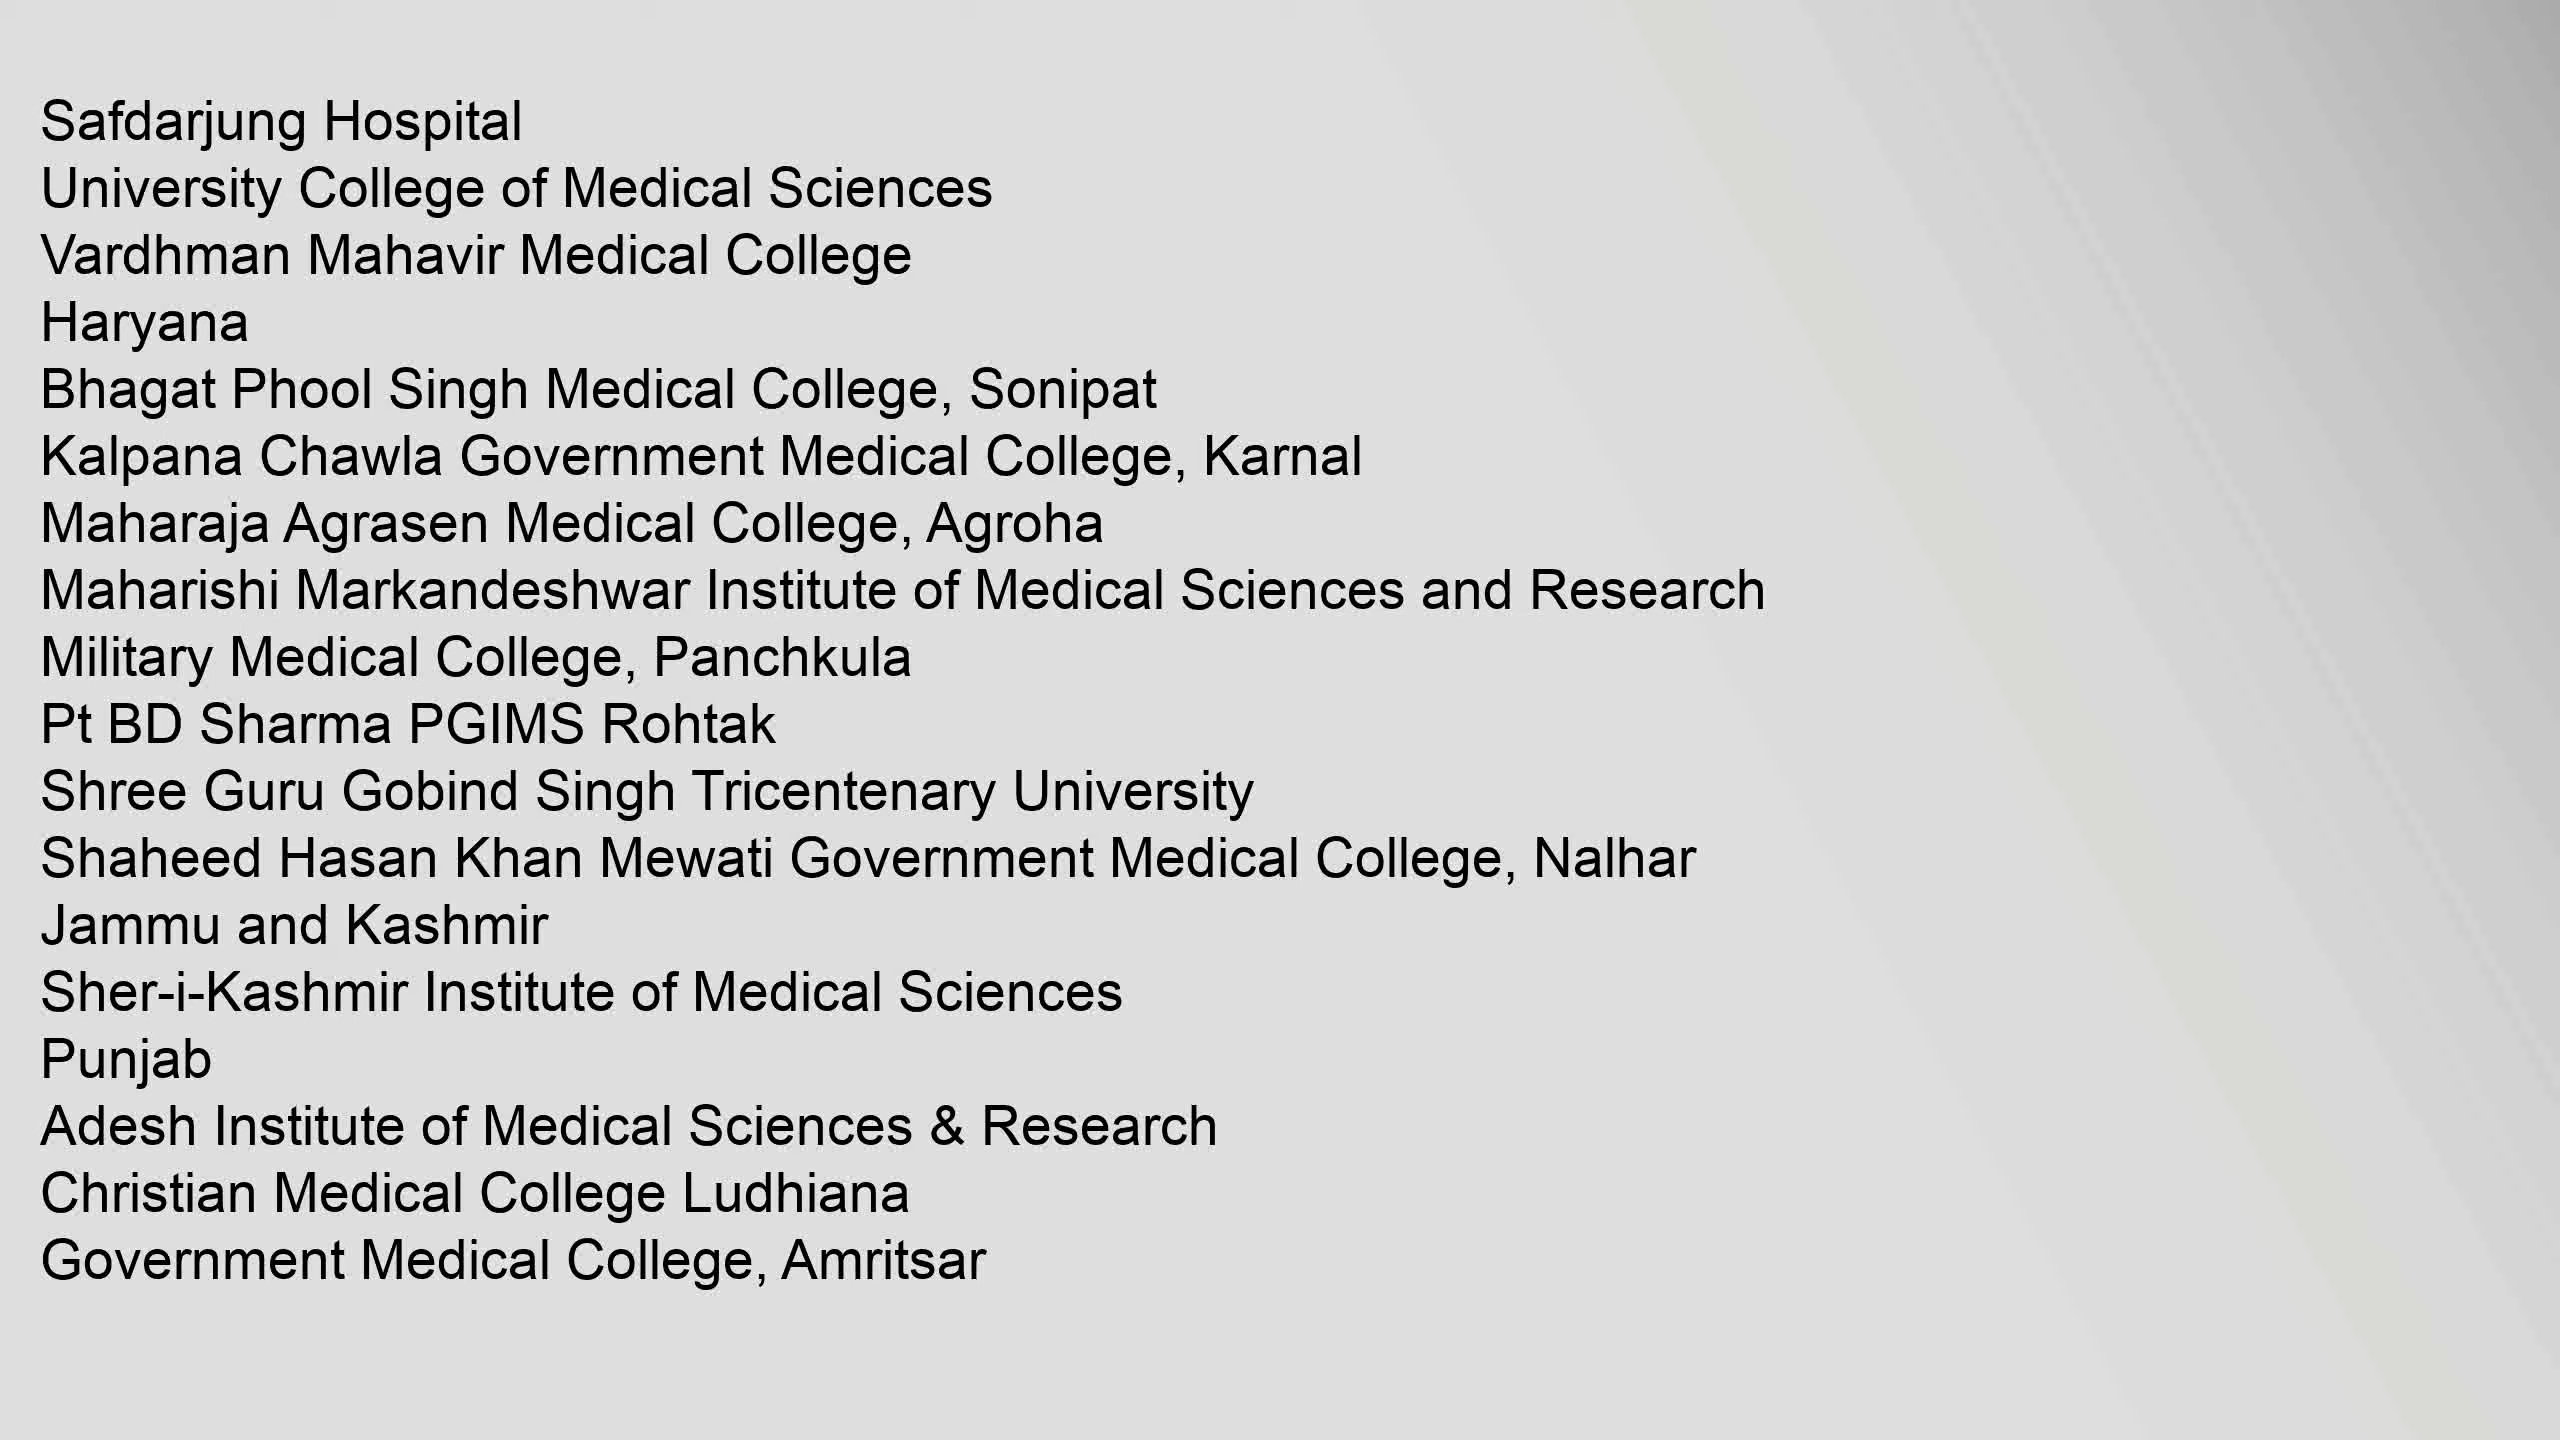 Safdarjung Hospital
University College of Medical Sciences
Vardhman Mahavir Medical College
Haryana
Bhagat Phool Singh Medical College, Sonipat
Kalpana Chawla Government Medical College, Karnal
Maharaja Agrasen Medical College, Agroha
Maharishi Markandeshwar Institute of Medical Sciences and Research
Military Medical College, Panchkula
Pt BD Sharma PGIMS Rohtak
Shree Guru Gobind Singh Tricentenary University
Shaheed Hasan Khan Mewati Government Medical College, Nalhar
Jammu and Kashmir
Sher-i-Kashmir Institute of Medical Sciences
Punjab
Adesh Institute of Medical Sciences & Research
Christian Medical College Ludhiana
Government Medical College, Amritsar